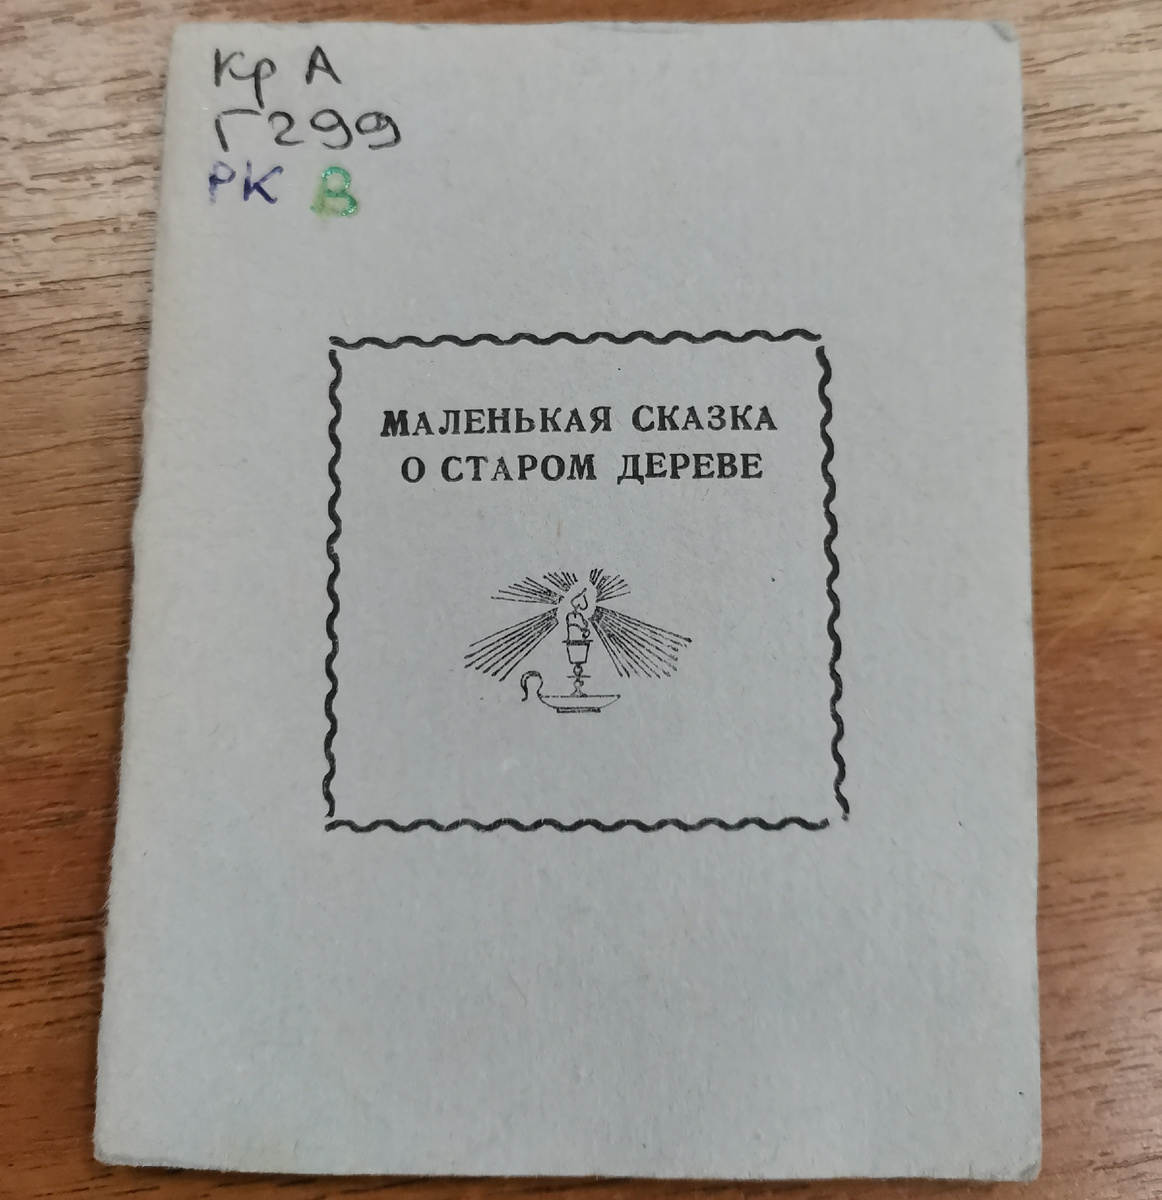 Кр А
Г299
РК В
МАЛЕНЬКАЯ СКАЗКА
О СТАРОМ ДЕРЕВЕ